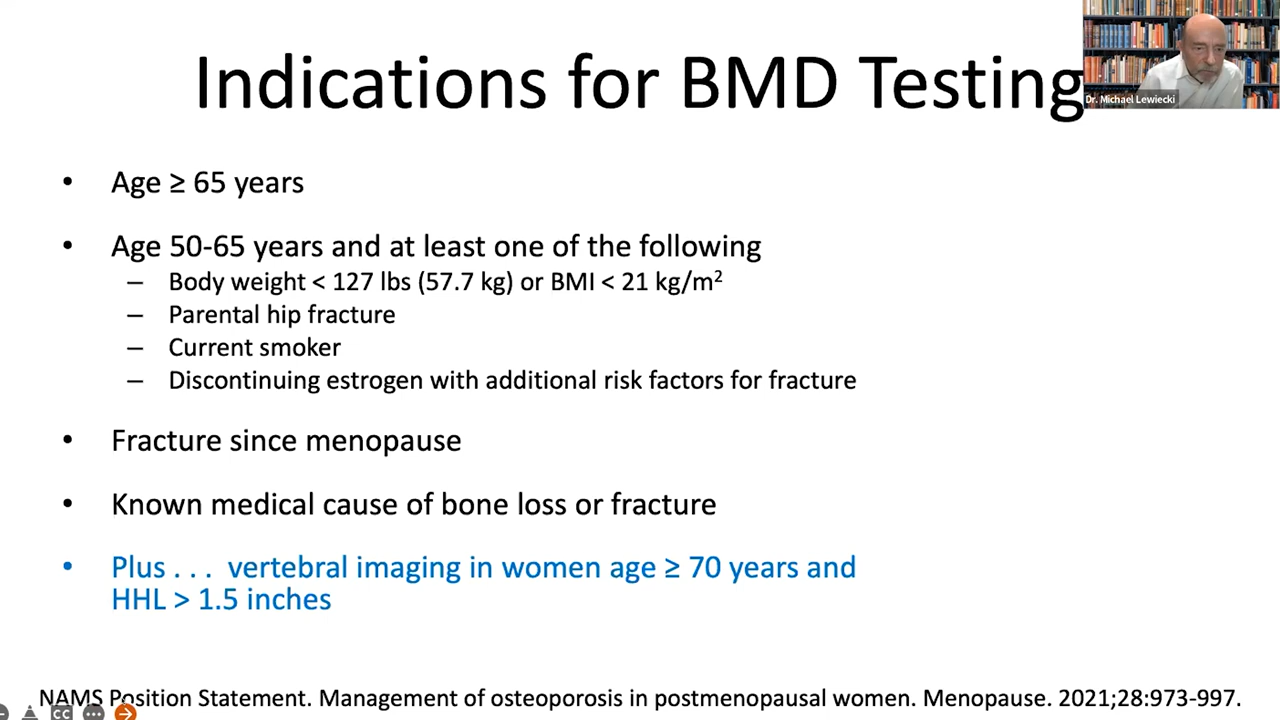 Indications for BMD Testing
Dr. Michael Lewiecki
• Age ≥ 65 years
• Age 50-65 years and at least one of the following
– Body weight < 127 lbs (57.7 kg) or BMI < 21 kg/m²
– Parental hip fracture
– Current smoker
– Discontinuing estrogen with additional risk factors for fracture
• Fracture since menopause
• Known medical cause of bone loss or fracture
• Plus . . . vertebral imaging in women age ≥ 70 years and
HHL > 1.5 inches
NAMS Position Statement. Management of osteoporosis in postmenopausal women. Menopause. 2021;28:973-997.
CC